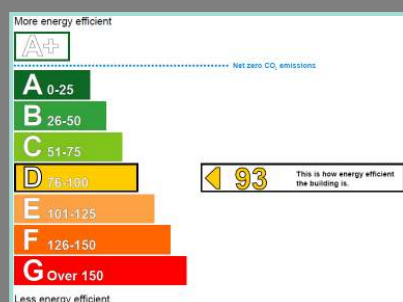 More energy efficient
A+
Net zero CO₂ emissions
A 0-25
B 26-50
C 51-75
D 76-100
93 This is how energy efficient
the building is.
E 101-125
F 126-150
G Over 150
Less energy efficient